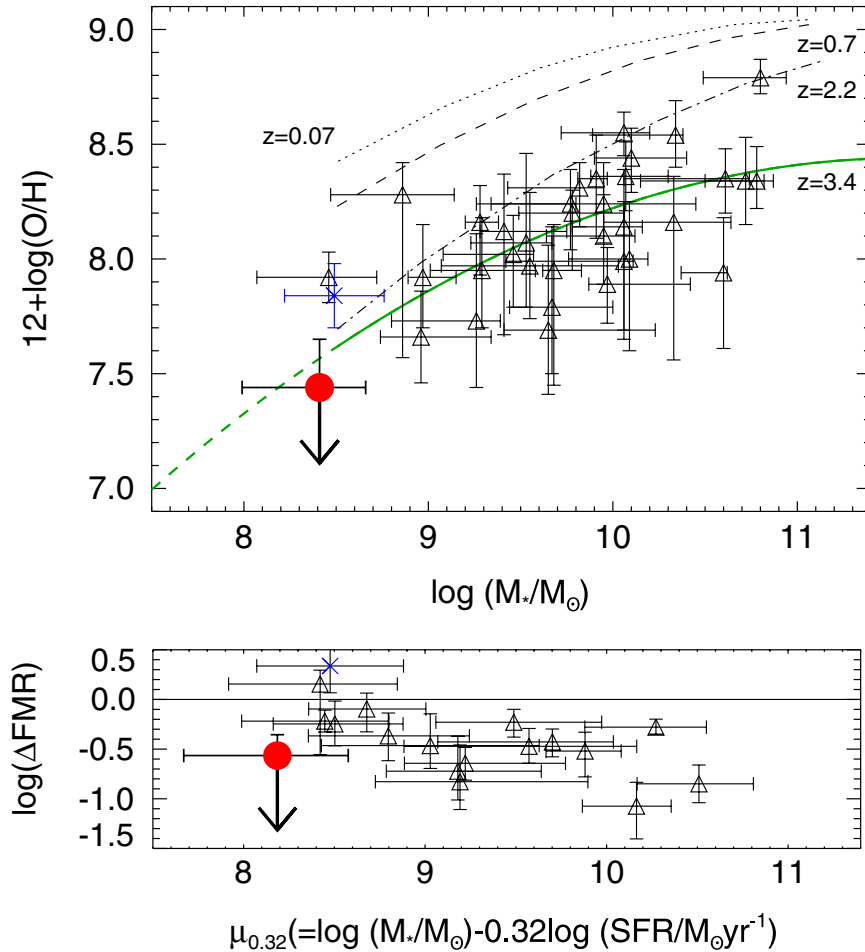 9.0
8.5
8.0
7.5
7.0
12+log(O/H)
z=0.07
z=0.7
z=2.2
z=3.4
8 9 10 11
log (M*/M⊙)
0.5
0.0
-0.5
-1.0
-1.5
log(ΔFMR)
8 9 10 11
μ0.32(=log (M*/M⊙)-0.32log (SFR/M⊙yr⁻¹)